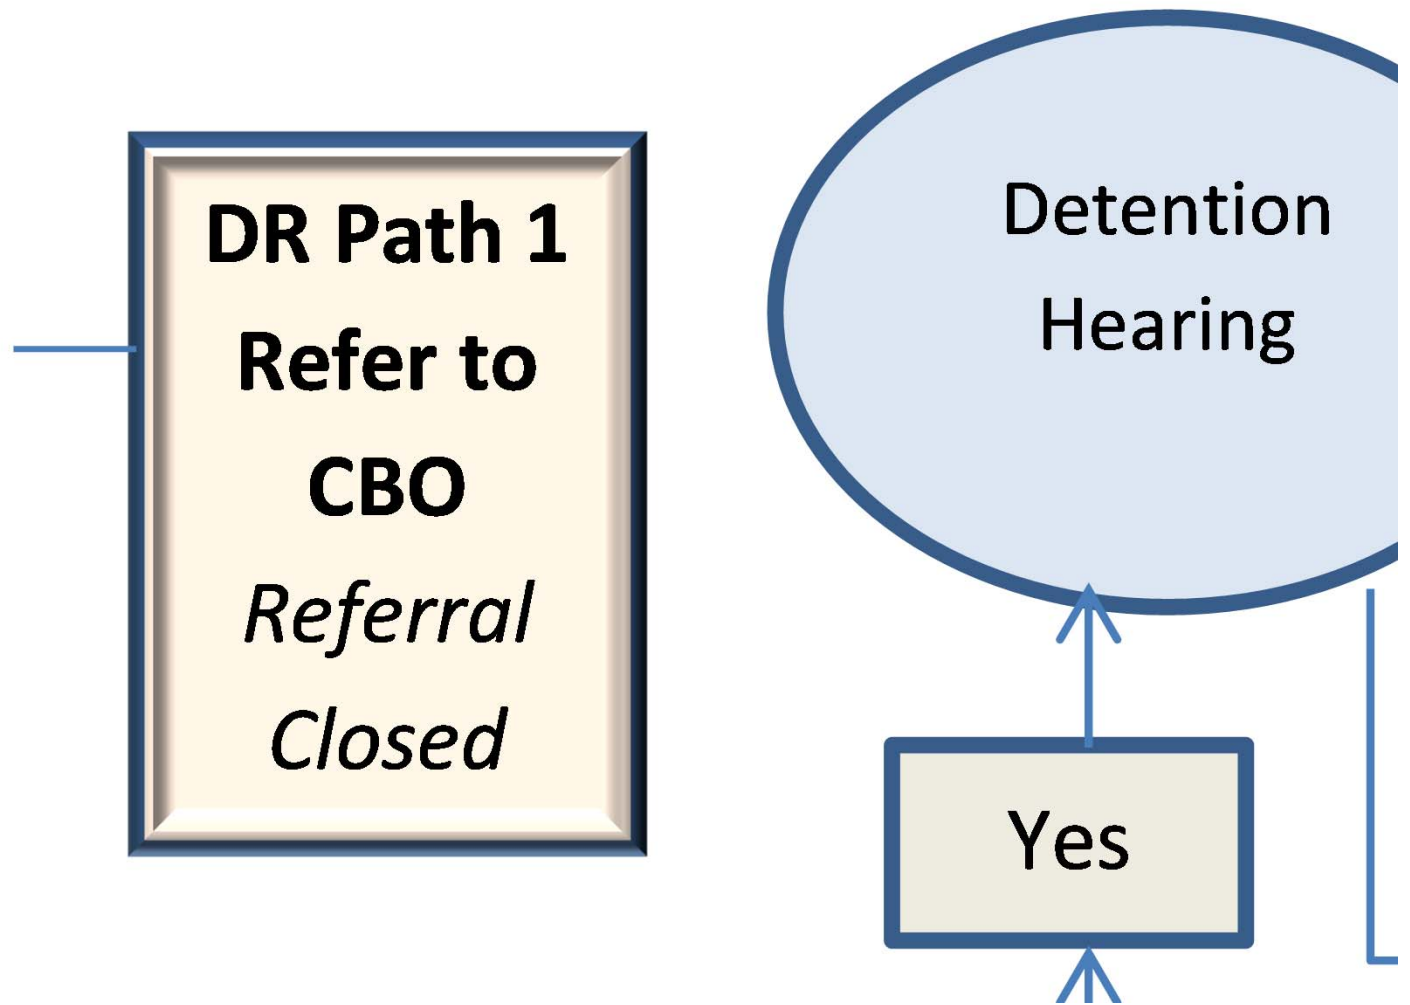 DR Path 1
Refer to
CBO
Referral
Closed
Detention
Hearing
Yes